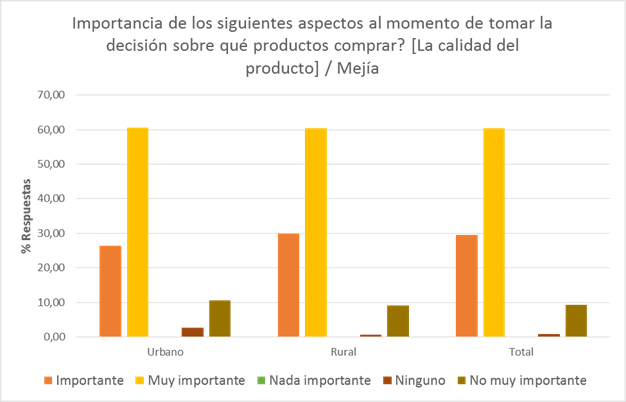 Importancia de los siguientes aspectos al momento de tomar la
decisión sobre qué productos comprar? [La calidad del
producto] / Mejía
70,00
60,00
50,00
40,00
30,00
20,00
10,00
0,00
% Respuestas
Urbano Rural Total
Importante Muy importante Nada importante Ninguno No muy importante